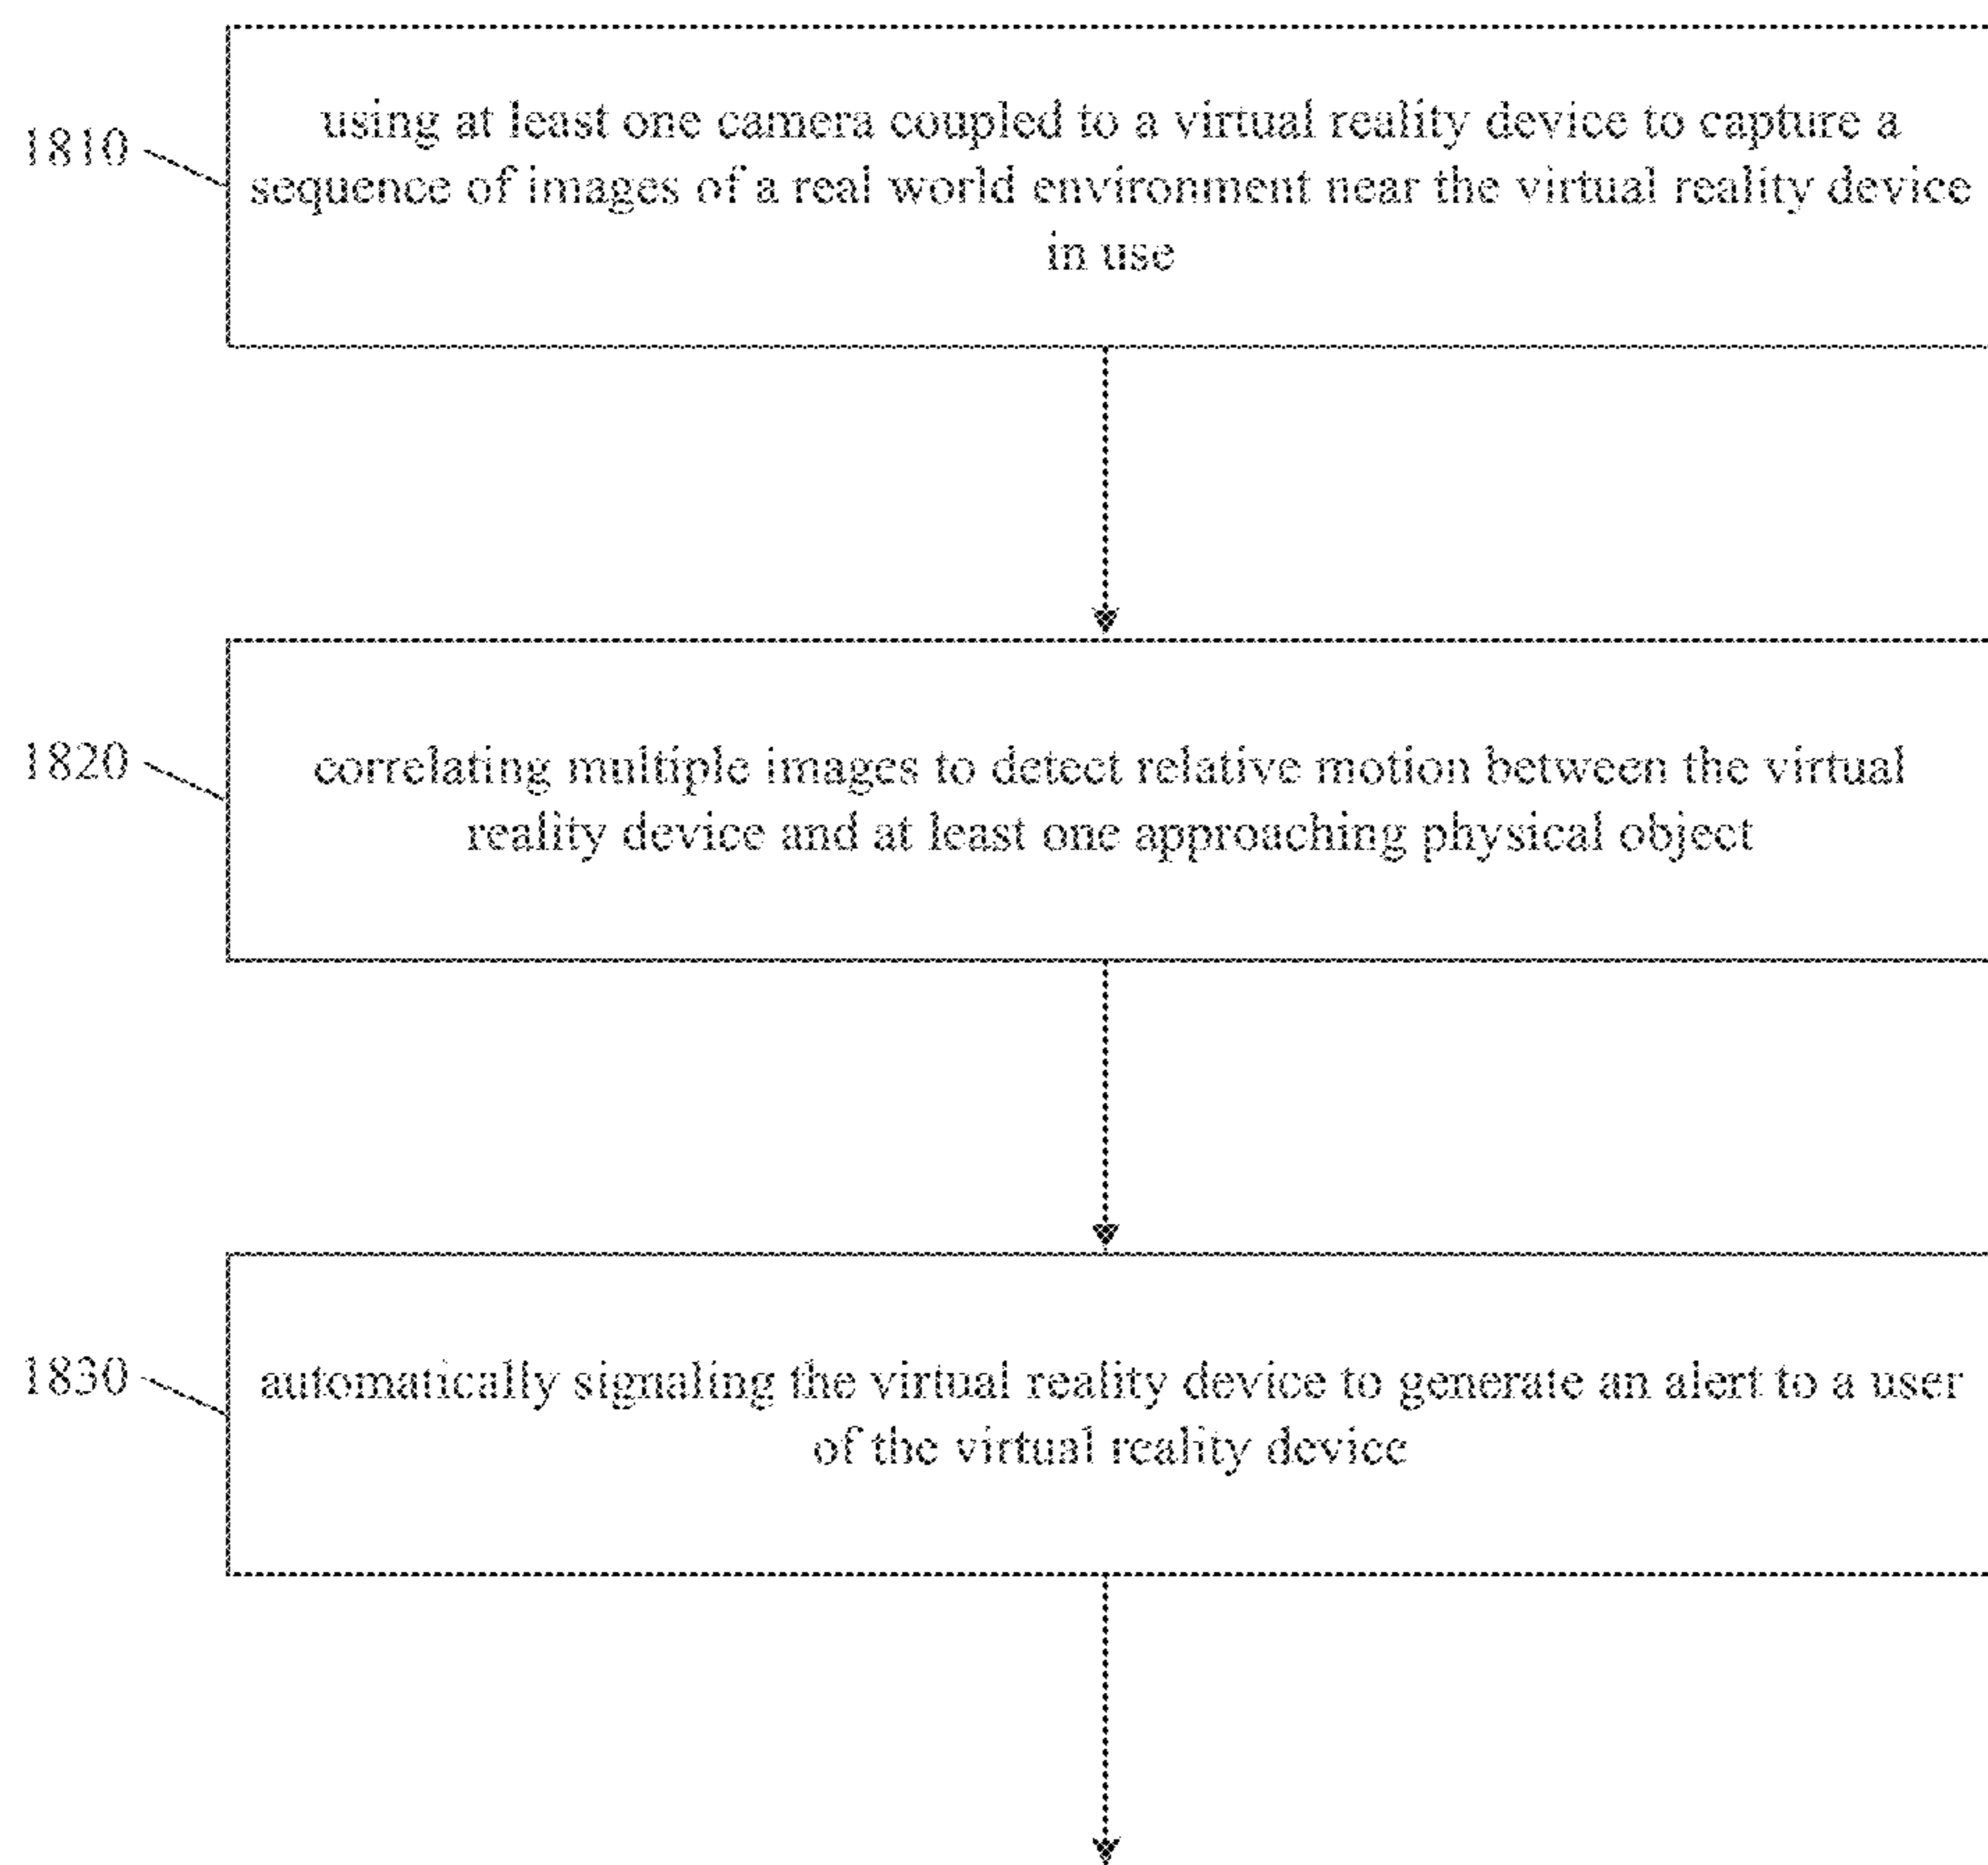 1810
using at least one camera coupled to a virtual reality device to capture a
sequence of images of a real world environment near the virtual reality device
in use
1820
correlating multiple images to detect relative motion between the virtual
reality device and at least one approaching physical object
1830
automatically signaling the virtual reality device to generate an alert to a user
of the virtual reality device